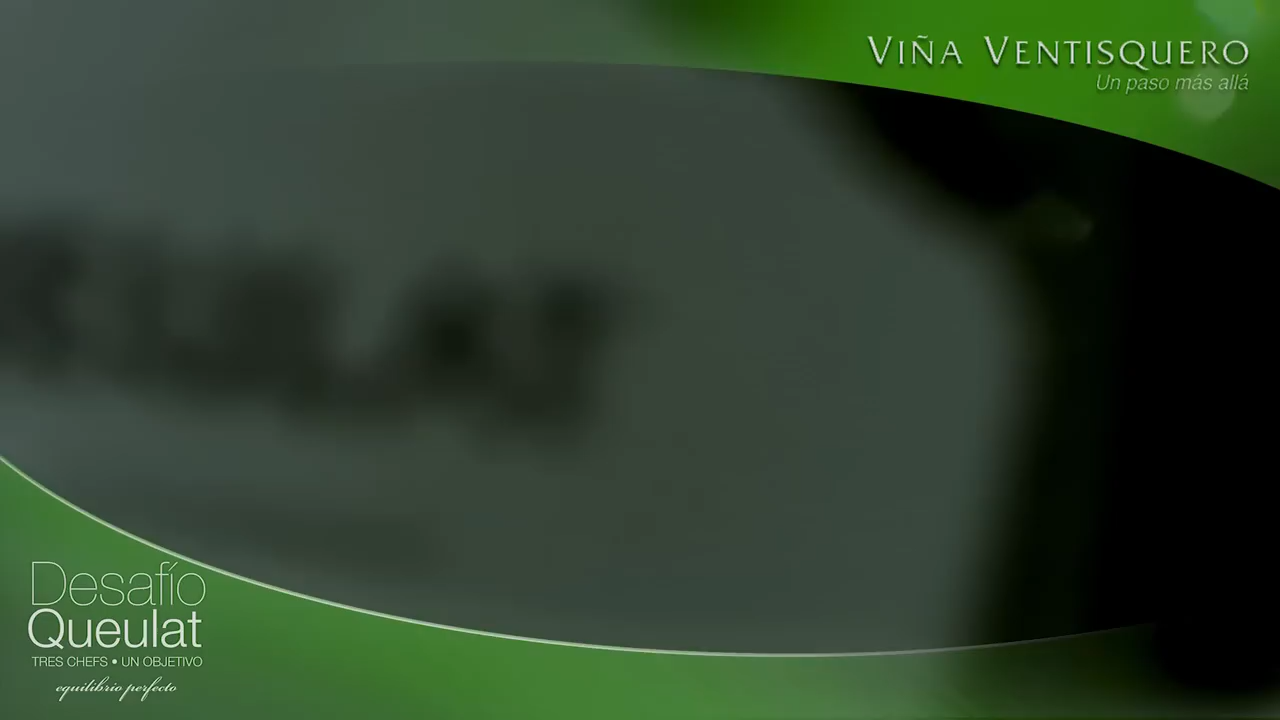 VIÑA VENTISQUERO
Un paso más allá
Desafío
Queulat
TRES CHEFS • UN OBJETIVO
equilibrio perfecto